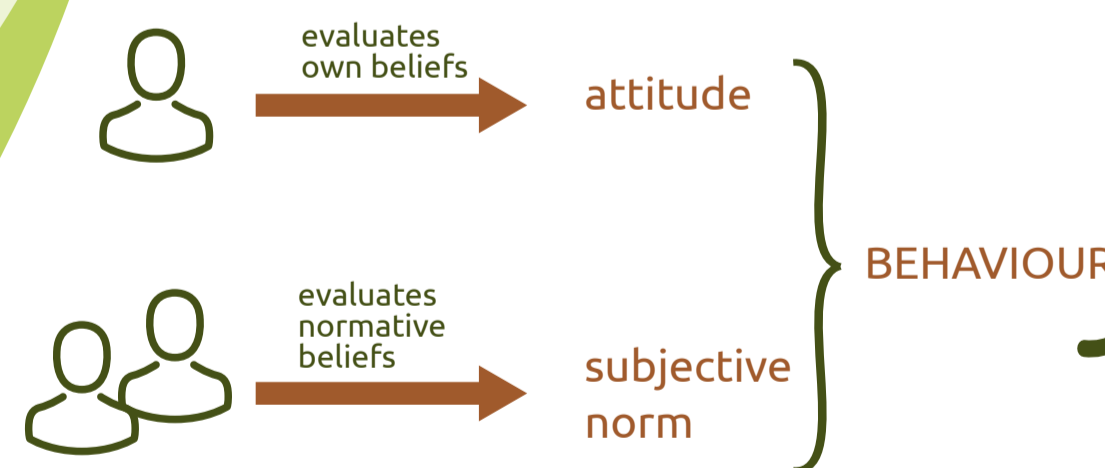 evaluates
own beliefs
attitude
BEHAVIOUR
evaluates
normative
beliefs
subjective
norm